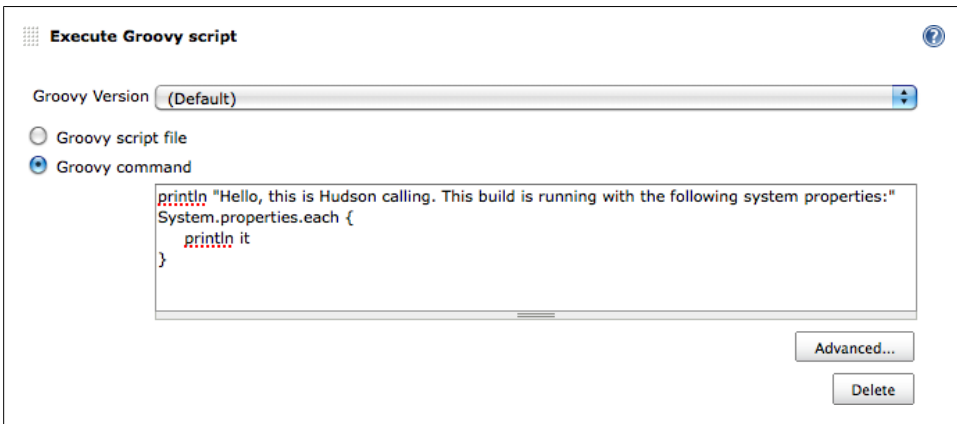 Execute Groovy script
?
Groovy Version (Default)
Groovy script file
Groovy command
println "Hello, this is Hudson calling. This build is running with the following system properties:"
System.properties.each {
println it
}
Advanced...
Delete